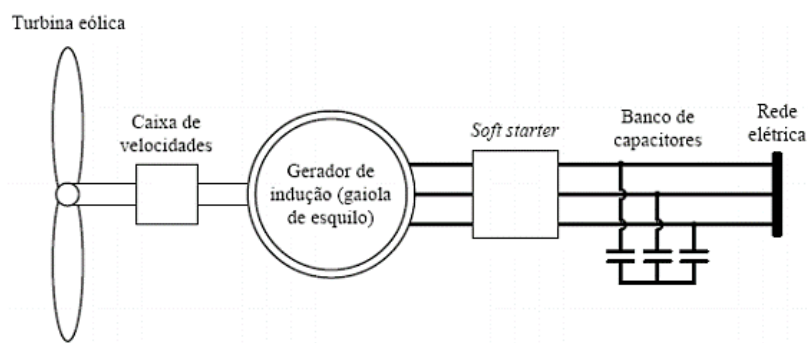 Turbina eólica
Caixa de
velocidades
Gerador de
indução (gaiola
de esquilo)
Soft starter
Banco de
capacitores
Rede
elétrica